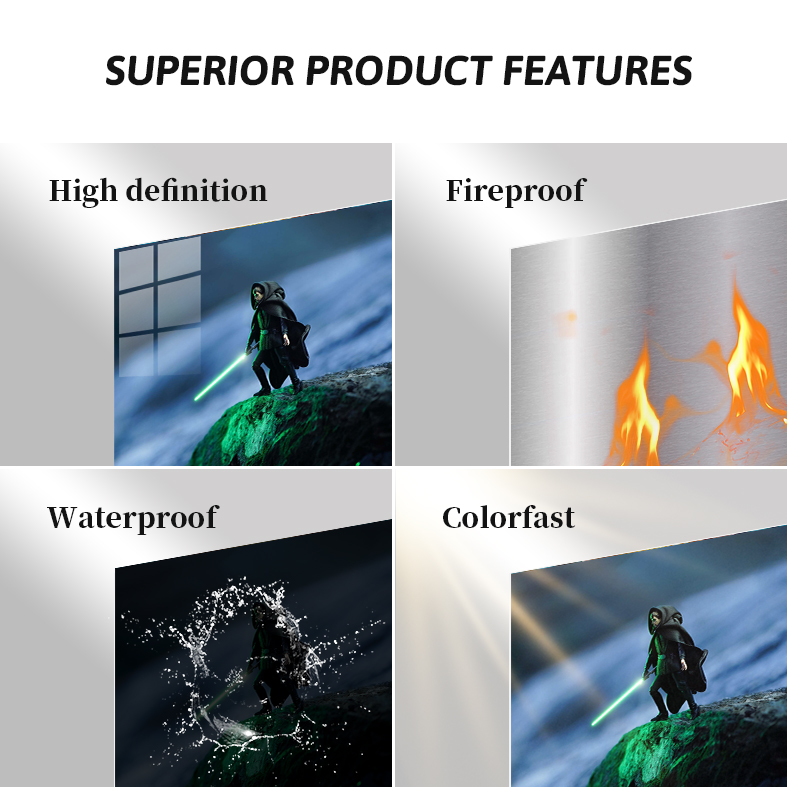 SUPERIOR PRODUCT FEATURES
High definition
Fireproof
Waterproof
Colorfast